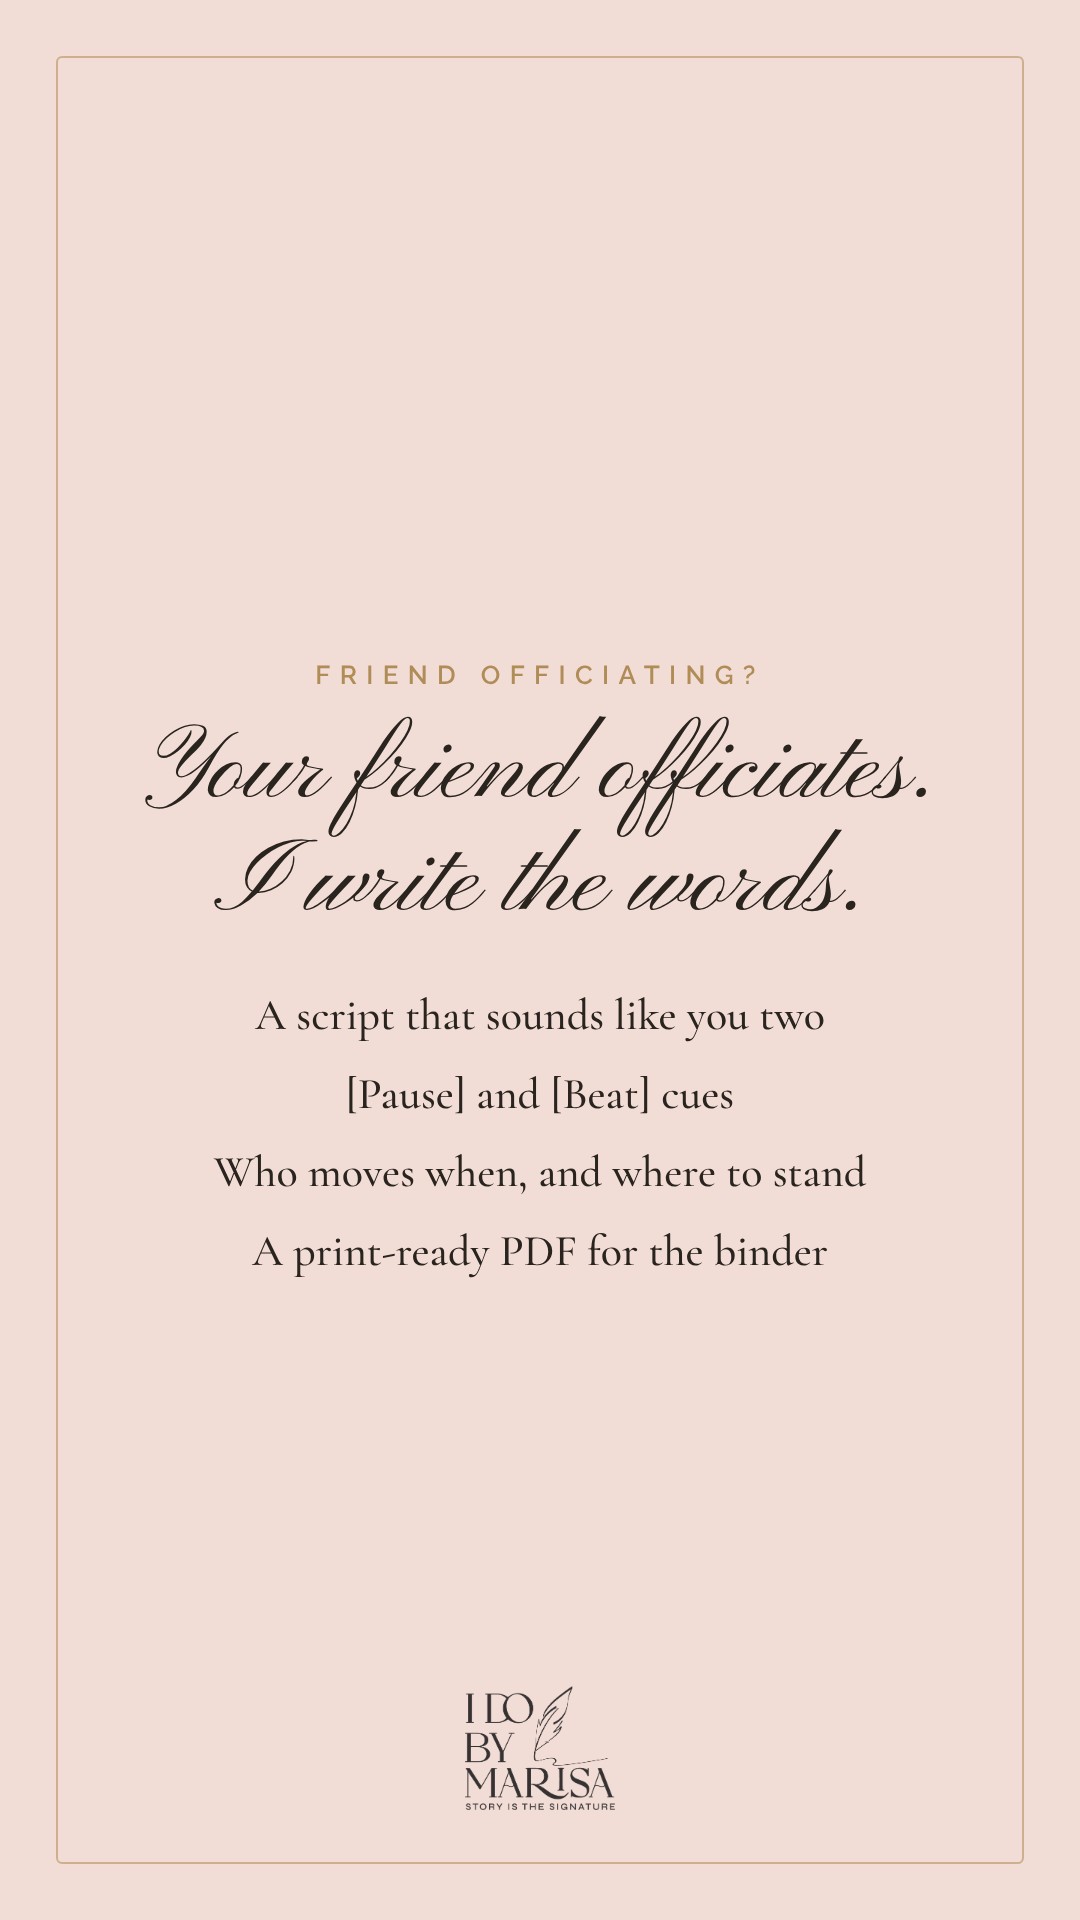 FRIEND OFFICIATING?
Your friend officiates.
I write the words.
A script that sounds like you two
[Pause] and [Beat] cues
Who moves when, and where to stand
A print-ready PDF for the binder
I DO
BY
MARISA
STORY IS THE SIGNATURE